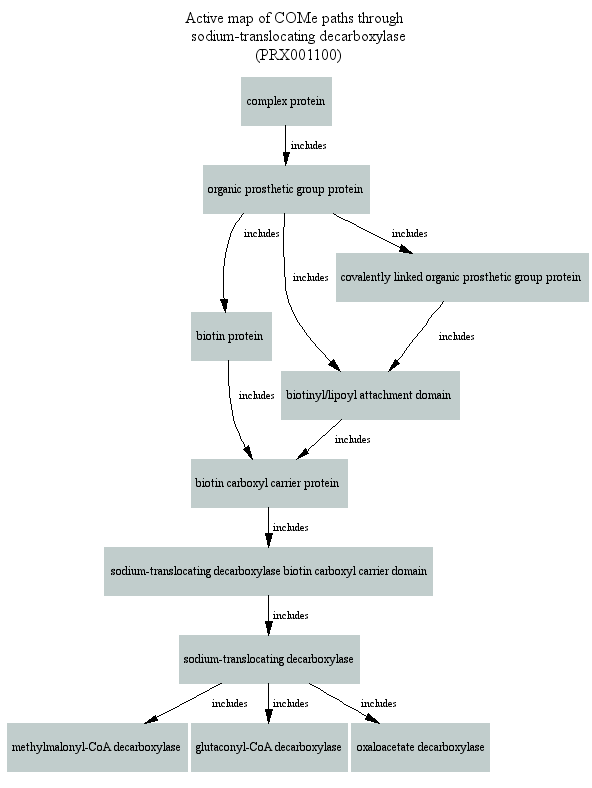 Active map of COMe paths through
sodium-translocating decarboxylase
(PRX001100)
complex protein
includes
organic prosthetic group protein
includes
includes
includes
covalently linked organic prosthetic group protein
biotin protein
includes
biotinyl/lipoyl attachment domain
includes
includes
biotin carboxyl carrier protein
includes
sodium-translocating decarboxylase biotin carboxyl carrier domain
includes
sodium-translocating decarboxylase
includes
includes
includes
methylmalonyl-CoA decarboxylase
glutaconyl-CoA decarboxylase
oxaloacetate decarboxylase